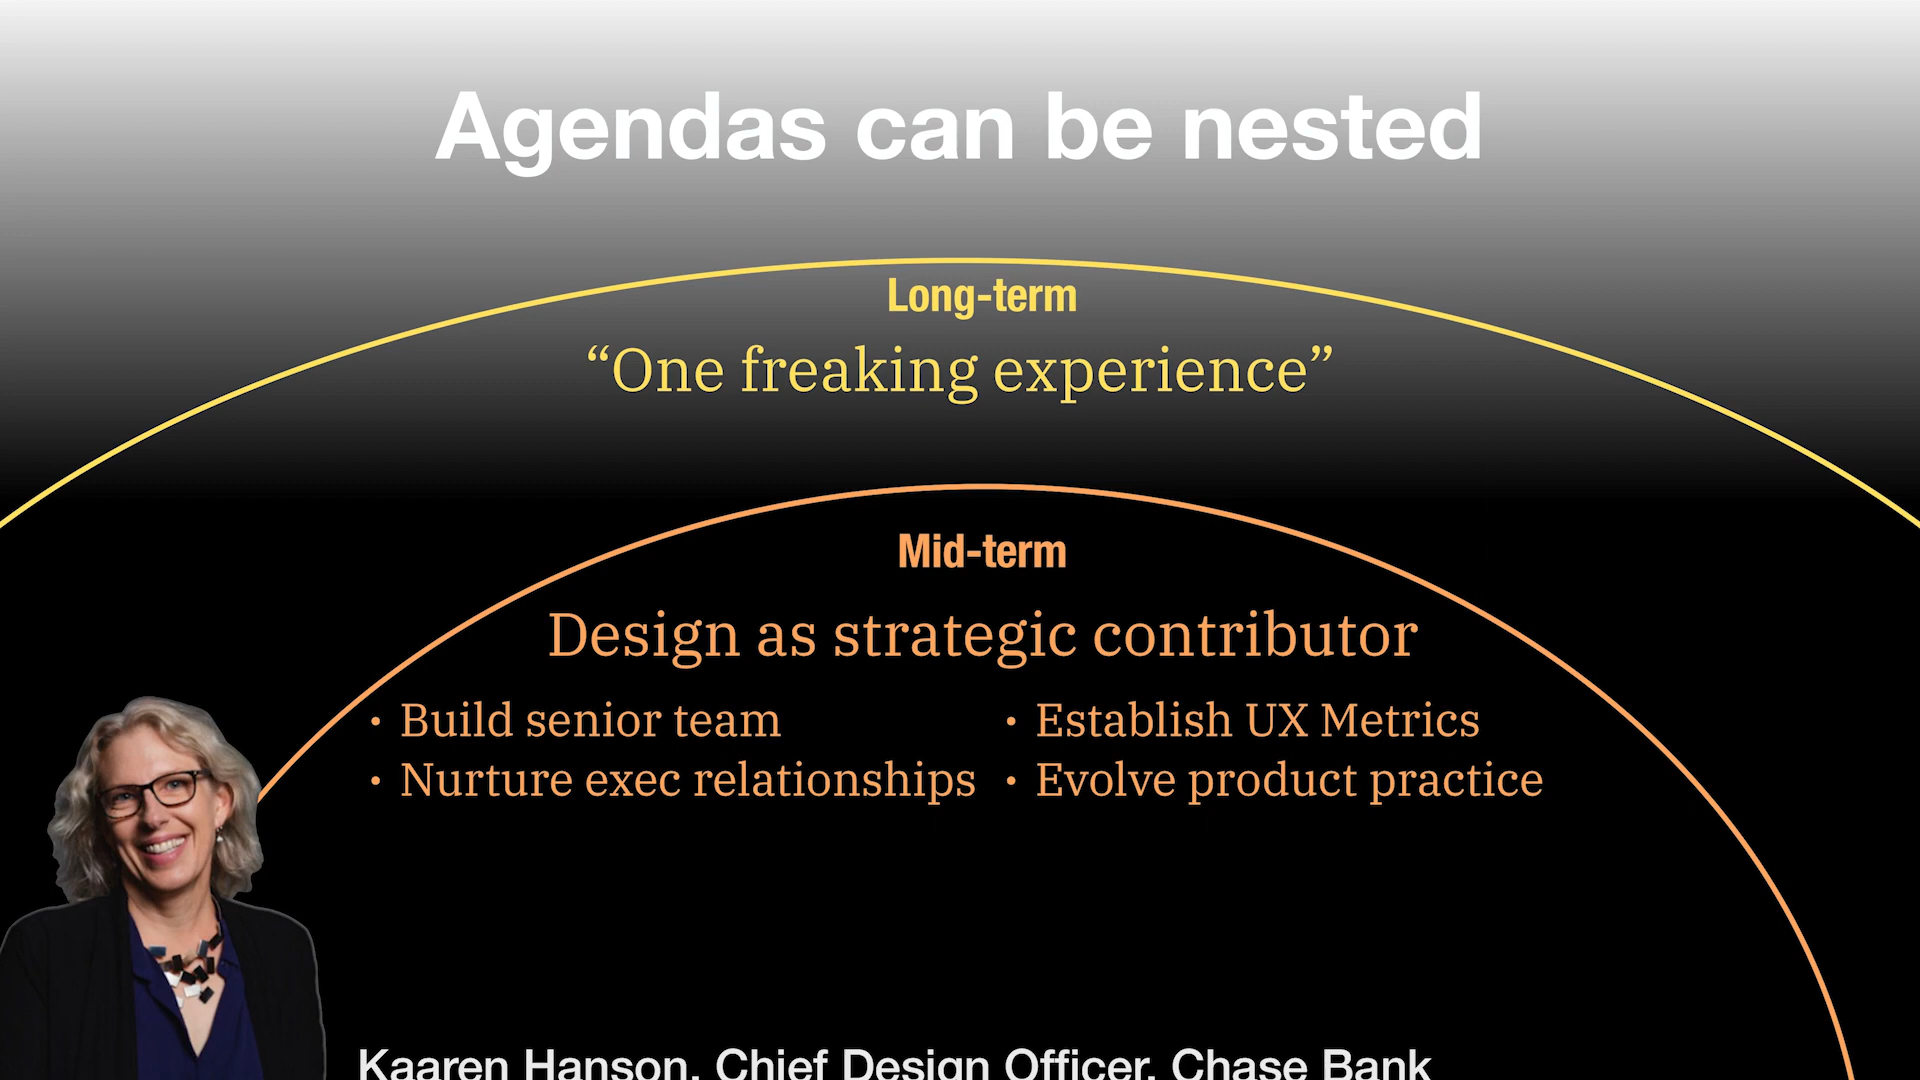 Agendas can be nested
Long-term
“One freaking experience”
Mid-term
Design as strategic contributor
• Build senior team
• Nurture exec relationships
• Establish UX Metrics
• Evolve product practice
Kaaren Hanson, Chief Design Officer, Chase Bank